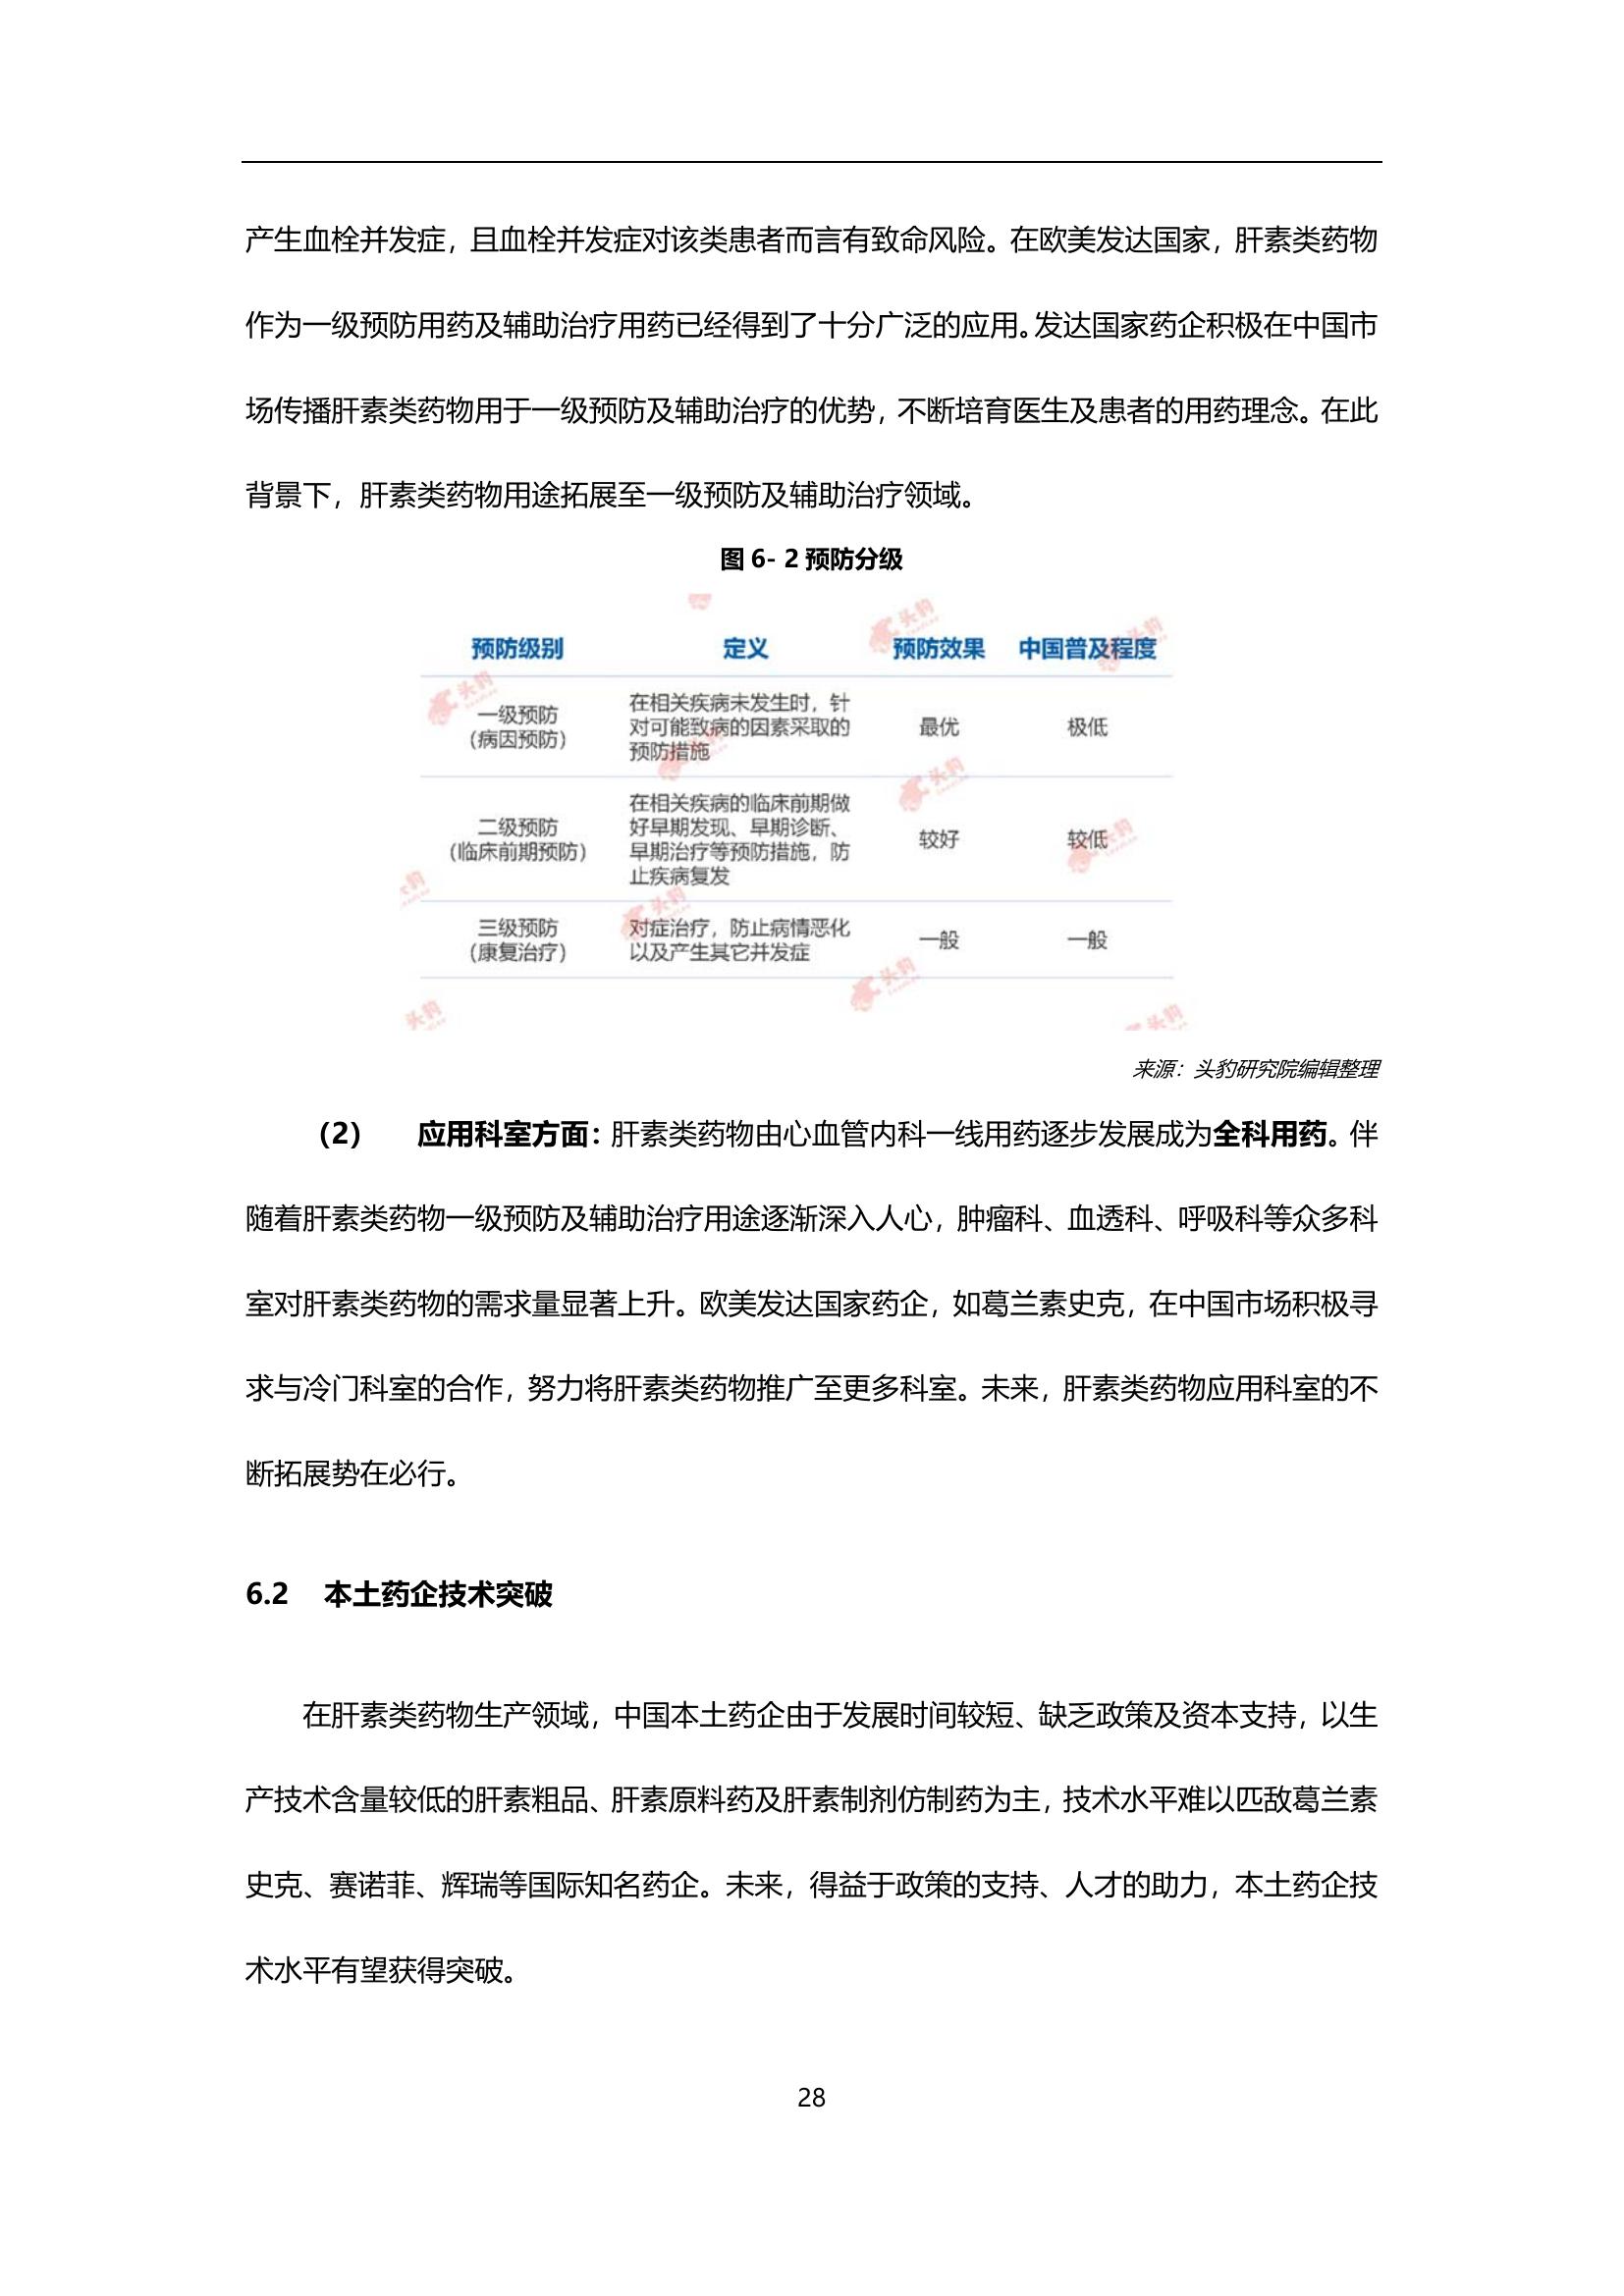 产生血栓并发症，且血栓并发症对该类患者而言有致命风险。在欧美发达国家，肝素类药物
作为一级预防用药及辅助治疗用药已经得到了十分广泛的应用。发达国家药企积极在中国市
场传播肝素类药物用于一级预防及辅助治疗的优势，不断培育医生及患者的用药理念。在此
背景下，肝素类药物用途拓展至一级预防及辅助治疗领域。
图 6- 2 预防分级
预防级别 定义 预防效果 中国普及程度
一级预防
（病因预防）
在相关疾病未发生时，针
对可能致病的因素采取的
预防措施
最优 极低
二级预防
（临床前期预防）
在相关疾病的临床前期做
好早期发现、早期诊断、
早期治疗等预防措施，防
止疾病复发
较好 较低
三级预防
（康复治疗）
对症治疗，防止病情恶化
以及产生其它并发症
一般 一般
来源：头豹研究院编辑整理
（2） 应用科室方面：肝素类药物由心血管内科一线用药逐步发展成为全科用药。伴
随着肝素类药物一级预防及辅助治疗用途逐渐深入人心，肿瘤科、血透科、呼吸科等众多科
室对肝素类药物的需求量显著上升。欧美发达国家药企，如葛兰素史克，在中国市场积极寻
求与冷门科室的合作，努力将肝素类药物推广至更多科室。未来，肝素类药物应用科室的不
断拓展势在必行。
6.2 本土药企技术突破
在肝素类药物生产领域，中国本土药企由于发展时间较短、缺乏政策及资本支持，以生
产技术含量较低的肝素粗品、肝素原料药及肝素制剂仿制药为主，技术水平难以匹敌葛兰素
史克、赛诺菲、辉瑞等国际知名药企。未来，得益于政策的支持、人才的助力，本土药企技
术水平有望获得突破。
28